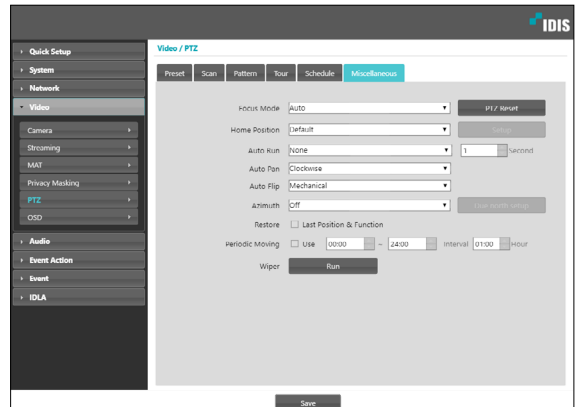 IDIS
Quick Setup
System
Network
Video
Camera
Streaming
MAT
Privacy Masking
PTZ
OSD
Audio
Event Action
Event
IDLA
Video / PTZ
Preset Scan Pattern Tour Schedule Miscellaneous
Focus Mode Auto PTZ Reset
Home Position Default Setup
Auto Run None 1 Second
Auto Pan Clockwise
Auto Flip Mechanical
Azimuth Off True north setup
Restore Last Position & Function
Periodic Moving Use 00:00 ~ 24:00 Interval 01:00 Hour
Wiper Run
Save